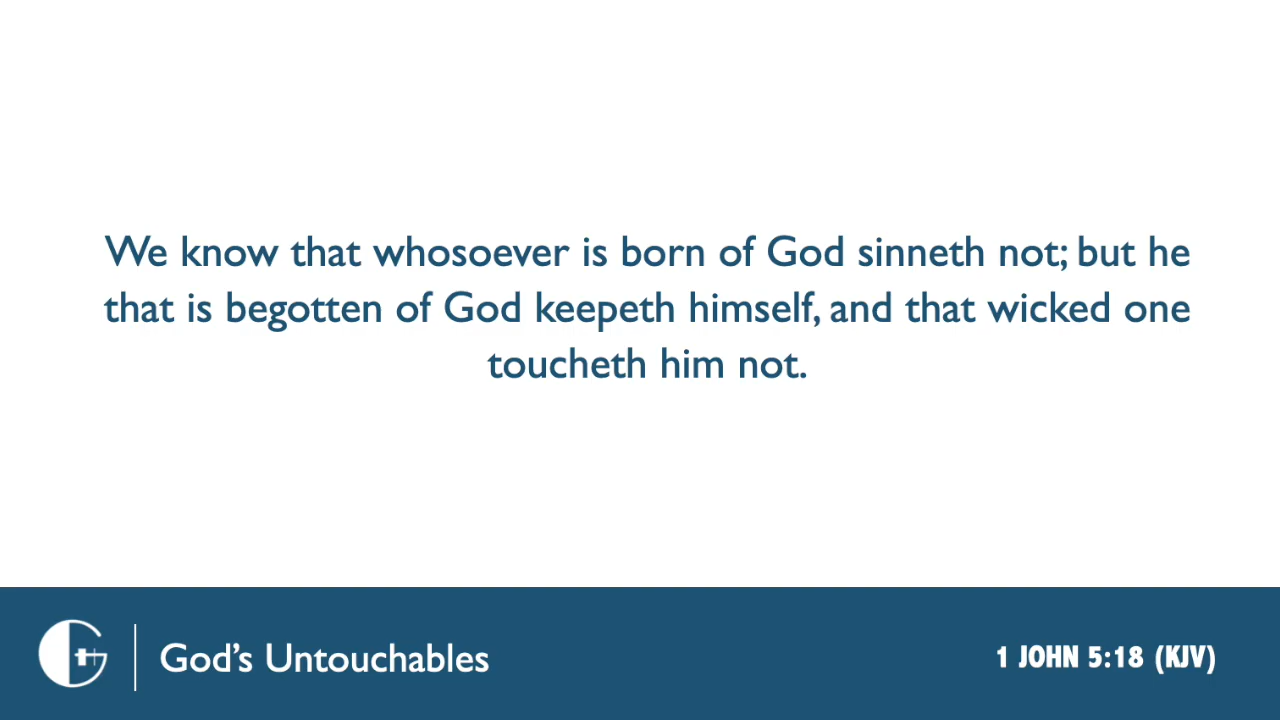 We know that whosoever is born of God sinneth not; but he
that is begotten of God keepeth himself, and that wicked one
toucheth him not.
God's Untouchables
1 JOHN 5:18 (KJV)